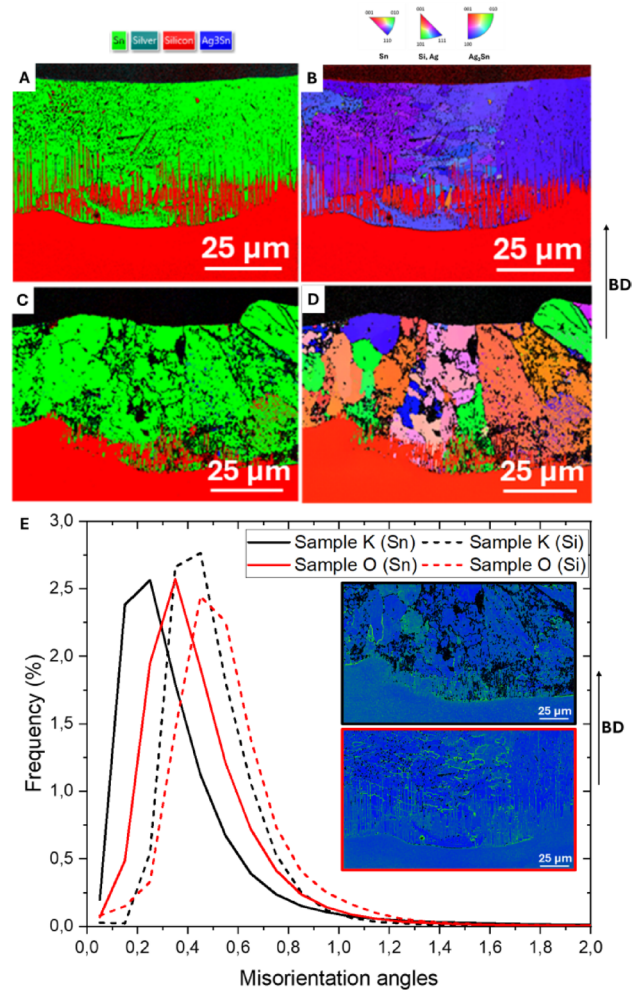 Sn Silver Silicon Ag3Sn
001 010 001 001 010
110 101 111 100
Sn Si, Ag Ag₃Sn
A B
25 µm 25 µm
BD
C D
25 µm 25 µm
E
3,0
2,5
2,0
1,5
1,0
0,5
0,0
Frequency (%)
Sample K (Sn) Sample K (Si)
Sample O (Sn) Sample O (Si)
25 µm
25 µm
BD
0,0 0,2 0,4 0,6 0,8 1,0 1,2 1,4 1,6 1,8 2,0
Misorientation angles